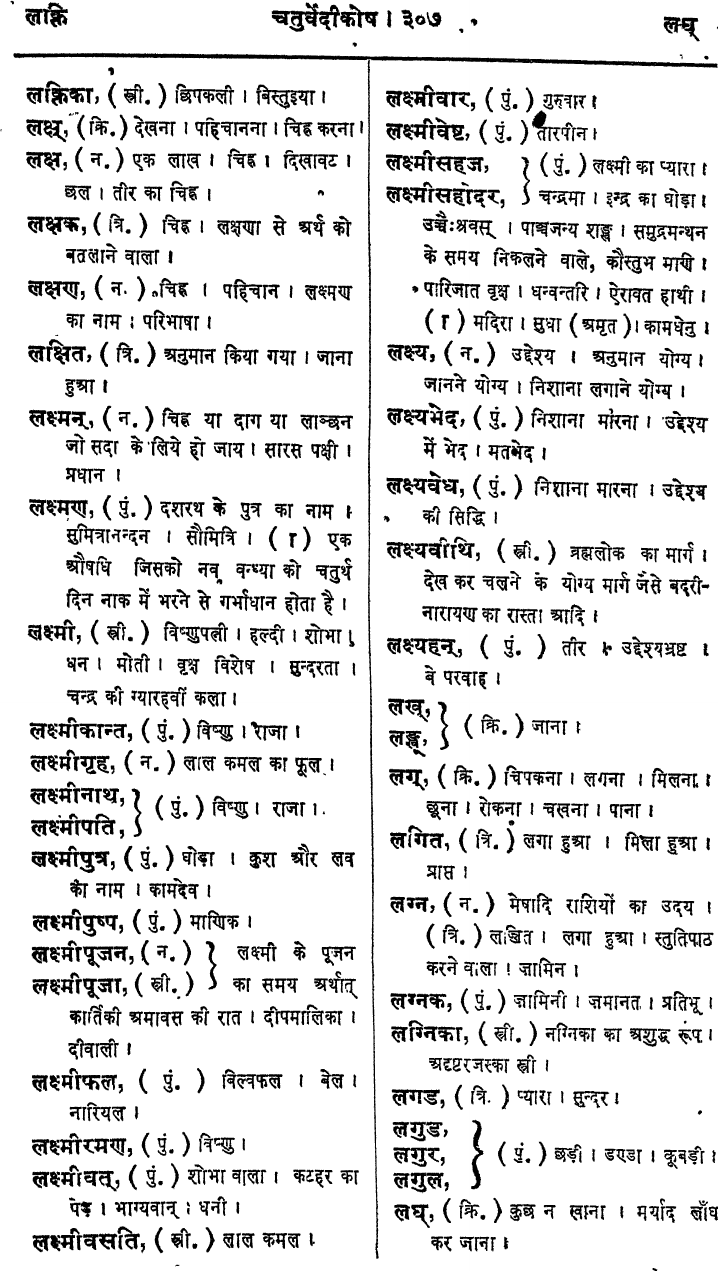 लक्लि चतुर्वेदीकोष । ३०७ लघ्
लक्लिका, (स्त्री.) छिपकली । बिस्तुइया ।
लक्ष्, (क्रि.) देखना । पहिचानना । चिह्न करना ।
लक्ष, (न.) एक लाख । चिह्न । दिखावट ।
छल । तीर का चिह्न ।
लक्षक, (त्रि.) चिह्न । लक्षणा से अर्थ को
बतलाने वाला ।
लक्षण, (न.) चिह्न । पहिचान । लक्ष्मण
का नाम । परिभाषा ।
लक्षित, (त्रि.) अनुमान किया गया । जाना
हुआ ।
लक्ष्मन्, (न.) चिह्न या दाग या लाञ्छन
जो सदा के लिये हो जाय । सारस पक्षी ।
प्रधान ।
लक्ष्मण, (पुं.) दशरथ के पुत्र का नाम ।
सुमित्रानन्दन । सौमित्रि । (ा) एक
औषधि जिसको नव वन्ध्या को चतुर्थ
दिन नाक में भरने से गर्भाधान होता है ।
लक्ष्मी, (स्त्री.) विष्णुपत्नी । हल्दी । शोभा ।
धन । मोती । वृक्ष विशेष । सुन्दरता ।
चन्द्र की ग्यारहवीं कला ।
लक्ष्मीकान्त, (पुं.) विष्णु । राजा ।
लक्ष्मीगृह, (न.) लाल कमल का फूल ।
लक्ष्मीनाथ,
लक्ष्मीपति, } (पुं.) विष्णु । राजा ।
लक्ष्मीपुत्र, (पुं.) घोड़ा । कुश और लव
का नाम । कामदेव ।
लक्ष्मीपुष्प, (पुं.) माणिक ।
लक्ष्मीपूजन, (न.) } लक्ष्मी के पूजन
लक्ष्मीपूजा, (स्त्री.) का समय अर्थात्
कार्तिकी अमावस की रात । दीपमालिका ।
दीवाली ।
लक्ष्मीफल, (पुं.) बिल्वफल । बेल ।
नारियल ।
लक्ष्मीरमण, (पुं.) विष्णु ।
लक्ष्मीवत्, (पुं.) शोभा वाला । कटहर का
पेड़ । भाग्यवान् । धनी ।
लक्ष्मीवसति, (स्त्री.) लाल कमल ।
लक्ष्मीवार, (पुं.) गुरुवार ।
लक्ष्मीवेष्ट, (पुं.) तारपीन ।
लक्ष्मीसहज, } (पुं.) लक्ष्मी का प्यारा ।
लक्ष्मीसहोदर, चन्द्रमा । इन्द्र का घोड़ा ।
उच्चैःश्रवस् । पाञ्चजन्य शङ्ख । समुद्रमन्थन
के समय निकलने वाले, कौस्तुभ मणि ।
पारिजात वृक्ष । धन्वन्तरि । ऐरावत हाथी ।
(ा) मदिरा । सुधा (अमृत) । कामधेनु ।
लक्ष्य, (न.) उद्देश्य । अनुमान योग्य ।
जानने योग्य । निशाना लगाने योग्य ।
लक्ष्यभेद, (पुं.) निशाना मारना । उद्देश्य
में भेद । मतभेद ।
लक्ष्यवेध, (पुं.) निशाना मारना । उद्देश्य
की सिद्धि ।
लक्ष्यवीथि, (स्त्री.) ब्रह्मलोक का मार्ग ।
देख कर चलने के योग्य मार्ग जैसे बदरी-
नारायण का रास्ता आदि ।
लक्ष्यहन्, (पुं.) तीर । उद्देश्यभ्रष्ट ।
बे परवाह ।
लख्,
लङ्ख्, } (क्रि.) जाना ।
लग्, (क्रि.) चिपकना । लगना । मिलना ।
छूना । रोकना । चखना । पाना ।
लगित, (त्रि.) लगा हुआ । मिला हुआ ।
प्राप्त ।
लग्न, (न.) मेषादि राशियों का उदय ।
(त्रि.) लज्जित । लगा हुआ । स्तुतिपाठ
करने वाला । जामिन ।
लग्नक, (पुं.) जामिनी । जमानत । प्रतिभू ।
लग्निका, (स्त्री.) नग्निका का अशुद्ध रूप ।
अदृष्टरजस्का स्त्री ।
लगड, (त्रि.) प्यारा । सुन्दर ।
लगुड,
लगुर, } (पुं.) छड़ी । डण्डा । कूबड़ी ।
लगुल,
लघ्, (क्रि.) कुछ न खाना । मर्याद लाँघ
कर जाना ।